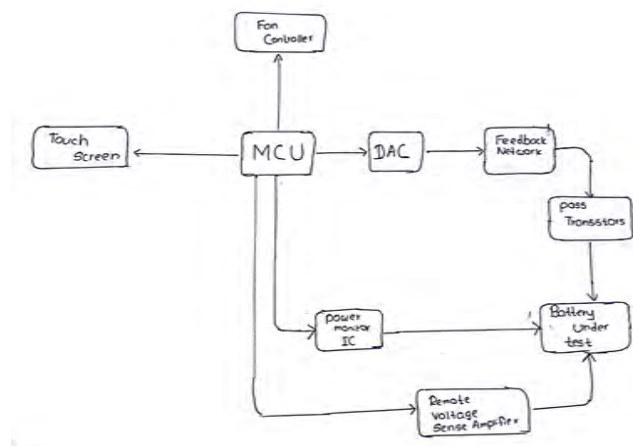 Fan
Controller
Touch
Screen
MCU
DAC
Feedback
Network
pass
Transistors
power
monitor
IC
Battery
Under
test
Remote
Voltage
Sense Amplifier